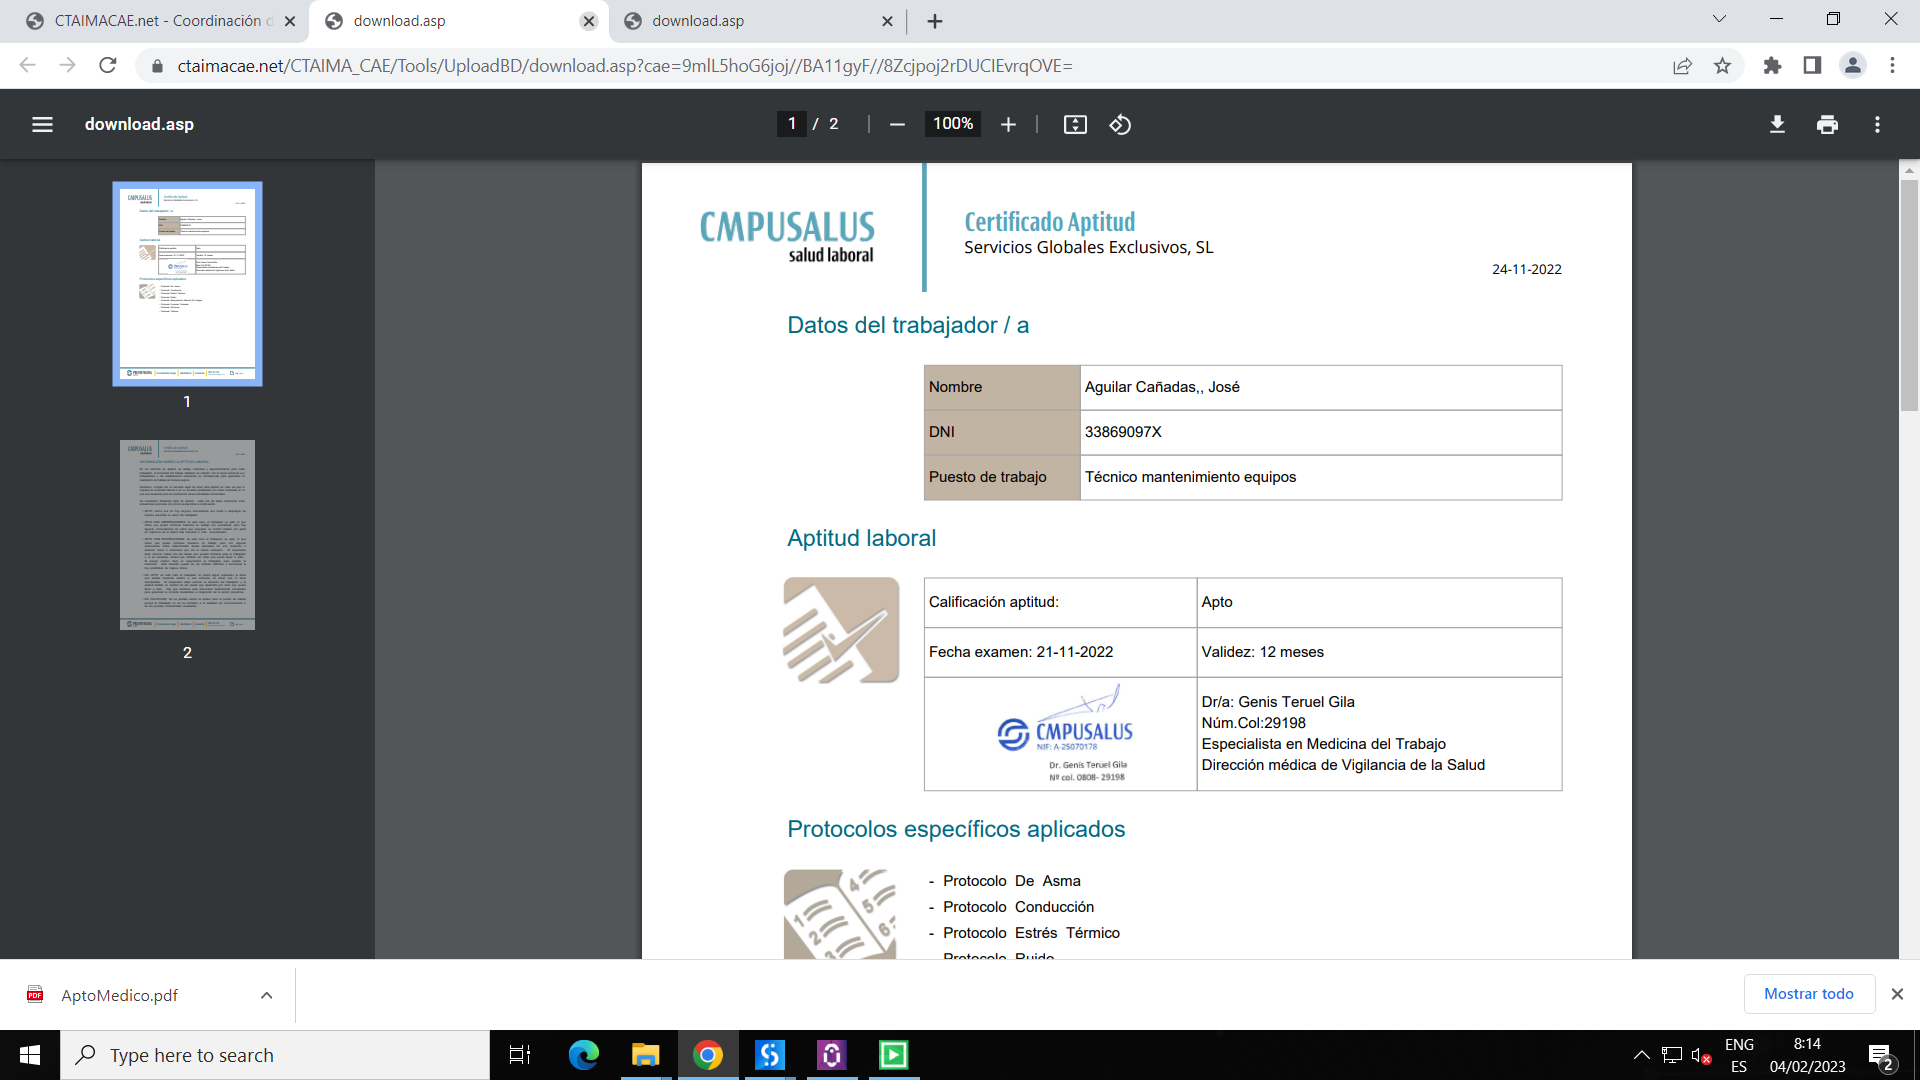 CTAIMACAE.net - Coordinación d
download.asp
download.asp
ctaimacae.net/CTAIMA_CAE/Tools/UploadBD/download.asp?cae=9mlL5hoG6joj//BA11gyF//8Zcjpoj2rDUCIEvrqOVE=
download.asp
1 / 2
100%
1
2
CMPUSALUS
salud laboral
Certificado Aptitud
Servicios Globales Exclusivos, SL
24-11-2022
Datos del trabajador / a
Nombre Aguilar Cañadas,, José
DNI 33869097X
Puesto de trabajo Técnico mantenimiento equipos
Aptitud laboral
Calificación aptitud: Apto
Fecha examen: 21-11-2022 Validez: 12 meses
CMPUSALUS
NIF: A-25070178
Dr. Genis Teruel Gila
Nº col. 0808- 29198
Dr/a: Genis Teruel Gila
Núm.Col:29198
Especialista en Medicina del Trabajo
Dirección médica de Vigilancia de la Salud
Protocolos específicos aplicados
- Protocolo De Asma
- Protocolo Conducción
- Protocolo Estrés Térmico
Protocolo Ruido
PDF AptoMedico.pdf
Mostrar todo
Type here to search
ENG
ES
8:14
04/02/2023
2